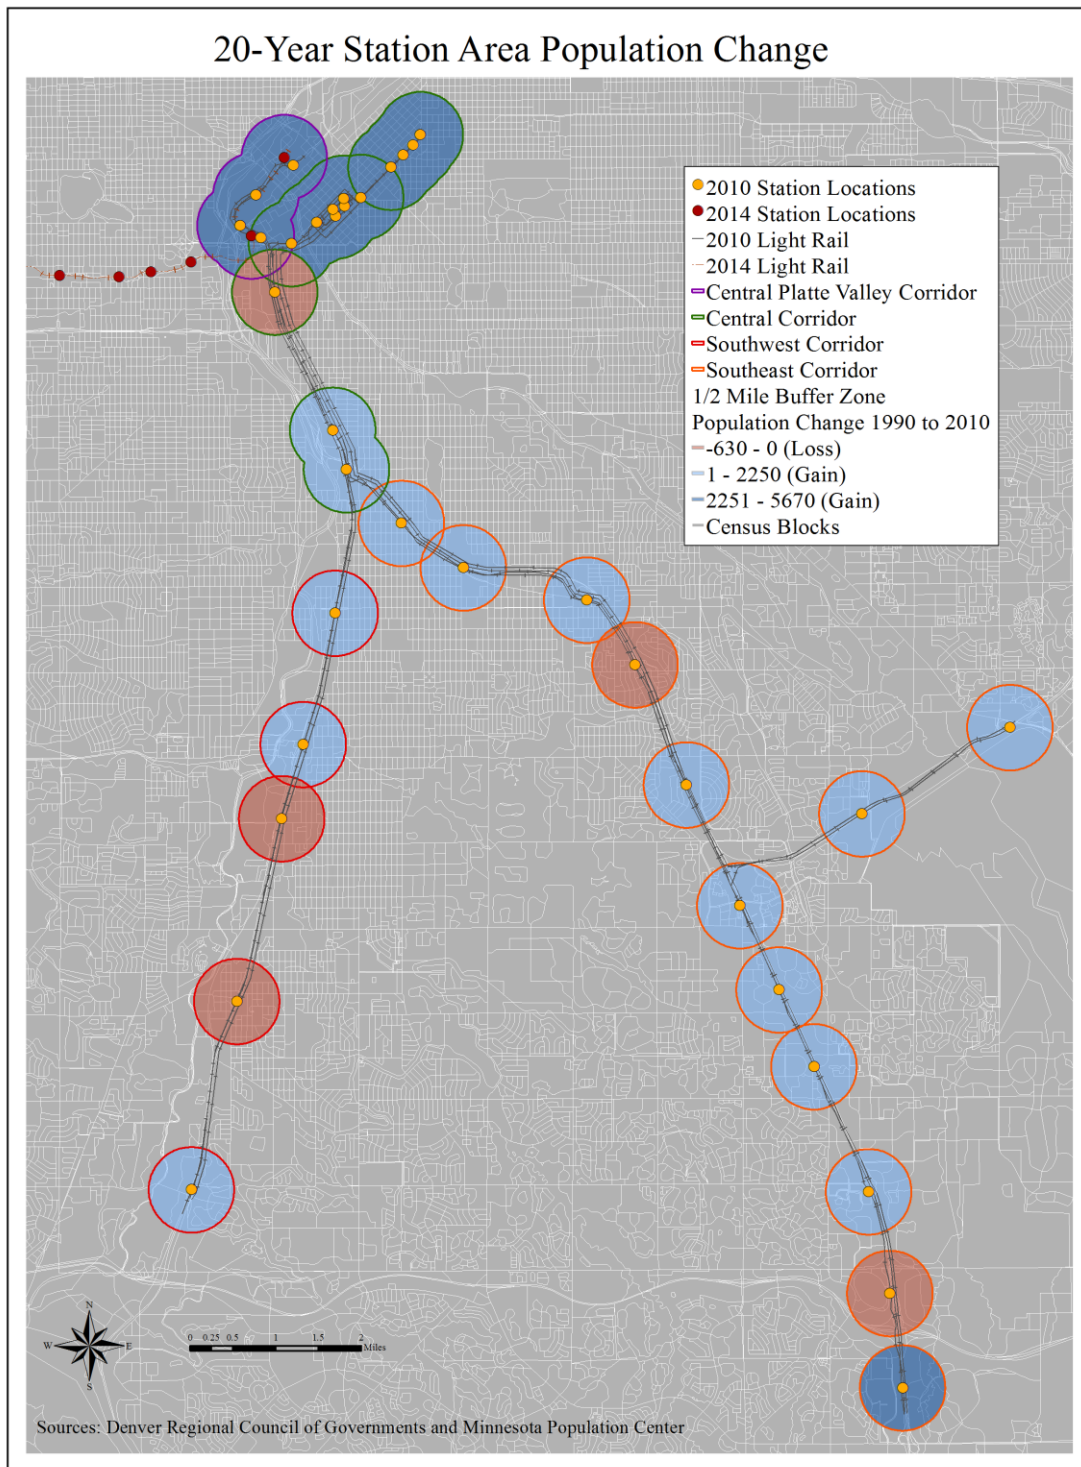 20-Year Station Area Population Change
2010 Station Locations
2014 Station Locations
2010 Light Rail
2014 Light Rail
Central Platte Valley Corridor
Central Corridor
Southwest Corridor
Southeast Corridor
1/2 Mile Buffer Zone
Population Change 1990 to 2010
-630 - 0 (Loss)
1 - 2250 (Gain)
2251 - 5670 (Gain)
Census Blocks
N
W E
S
0 0.25 0.5 1 1.5 2
Miles
Sources: Denver Regional Council of Governments and Minnesota Population Center